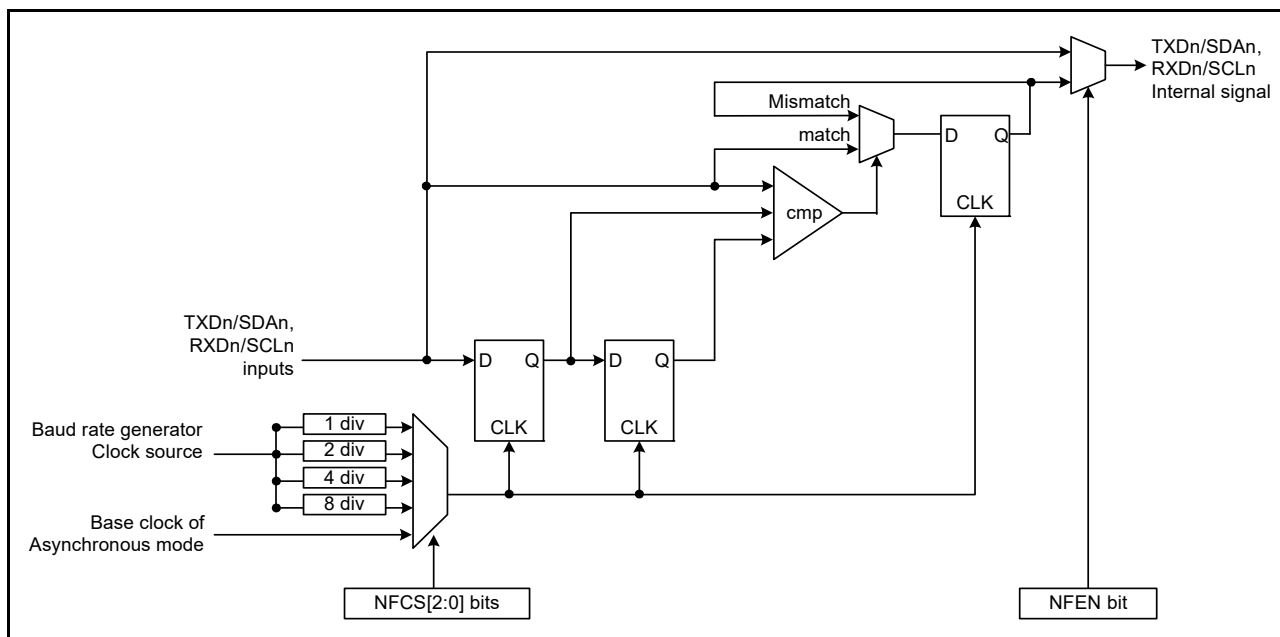 TXDn/SDAn,
RXDn/SCLn
Internal signal
Mismatch
match
D
Q
CLK
cmp
TXDn/SDAn,
RXDn/SCLn
inputs
D
Q
CLK
D
Q
CLK
Baud rate generator
Clock source
1 div
2 div
4 div
8 div
Base clock of
Asynchronous mode
NFCS[2:0] bits
NFEN bit